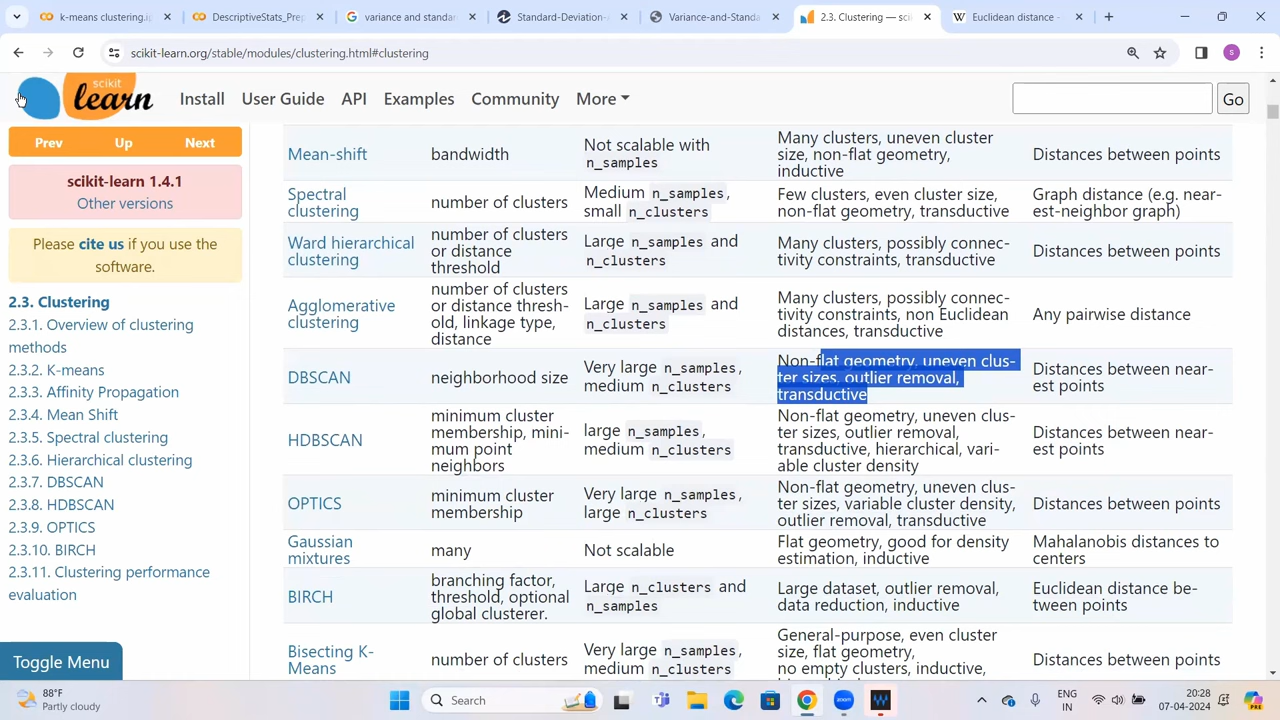 k-means clustering.i
DescriptiveStats_Pre
variance and standar
Standard-Deviation-
Variance-and-Standa
2.3. Clustering — sci
Euclidean distance -
scikit-learn.org/stable/modules/clustering.html#clustering
S
scikit
learn
Install
User Guide
API
Examples
Community
More
Go
Prev
Up
Next
scikit-learn 1.4.1
Other versions
Please cite us if you use the
software.
2.3. Clustering
2.3.1. Overview of clustering
methods
2.3.2. K-means
2.3.3. Affinity Propagation
2.3.4. Mean Shift
2.3.5. Spectral clustering
2.3.6. Hierarchical clustering
2.3.7. DBSCAN
2.3.8. HDBSCAN
2.3.9. OPTICS
2.3.10. BIRCH
2.3.11. Clustering performance
evaluation
Toggle Menu
Mean-shift
bandwidth
Not scalable with
n_samples
Many clusters, uneven cluster
size, non-flat geometry,
inductive
Distances between points
Spectral
clustering
number of clusters
Medium n_samples,
small n_clusters
Few clusters, even cluster size,
non-flat geometry, transductive
Graph distance (e.g. near-
est-neighbor graph)
Ward hierarchical
clustering
number of clusters
or distance
threshold
Large n_samples and
n_clusters
Many clusters, possibly connec-
tivity constraints, transductive
Distances between points
Agglomerative
clustering
number of clusters
or distance thresh-
old, linkage type,
distance
Large n_samples and
n_clusters
Many clusters, possibly connec-
tivity constraints, non Euclidean
distances, transductive
Any pairwise distance
DBSCAN
neighborhood size
Very large n_samples,
medium n_clusters
Non-flat geometry, uneven clus-
ter sizes, outlier removal,
transductive
Distances between near-
est points
HDBSCAN
minimum cluster
membership, mini-
mum point
neighbors
large n_samples,
medium n_clusters
Non-flat geometry, uneven clus-
ter sizes, outlier removal,
transductive, hierarchical, vari-
able cluster density
Distances between near-
est points
OPTICS
minimum cluster
membership
Very large n_samples,
large n_clusters
Non-flat geometry, uneven clus-
ter sizes, variable cluster density,
outlier removal, transductive
Distances between points
Gaussian
mixtures
many
Not scalable
Flat geometry, good for density
estimation, inductive
Mahalanobis distances to
centers
BIRCH
branching factor,
threshold, optional
global clusterer.
Large n_clusters and
n_samples
Large dataset, outlier removal,
data reduction, inductive
Euclidean distance be-
tween points
Bisecting K-
Means
number of clusters
Very large n_samples,
medium n_clusters
General-purpose, even cluster
size, flat geometry,
no empty clusters, inductive,
Distances between points
88°F
Partly cloudy
Search
zoom
ENG
IN
20:28
07-04-2024
PRE